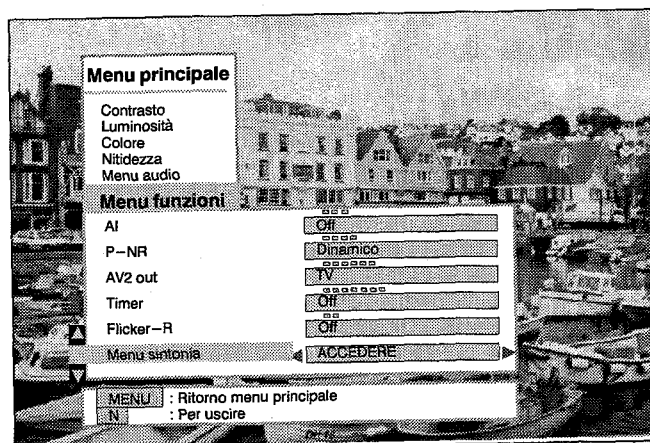 Menu principale
Contrasto
Luminosità
Colore
Nitidezza
Menu audio
Menu funzioni
AI Off
P-NR Dinamico
AV2 out TV
Timer Off
Flicker-R Off
Menu sintonia ACCEDERE
MENU : Ritorno menu principale
N : Per uscire